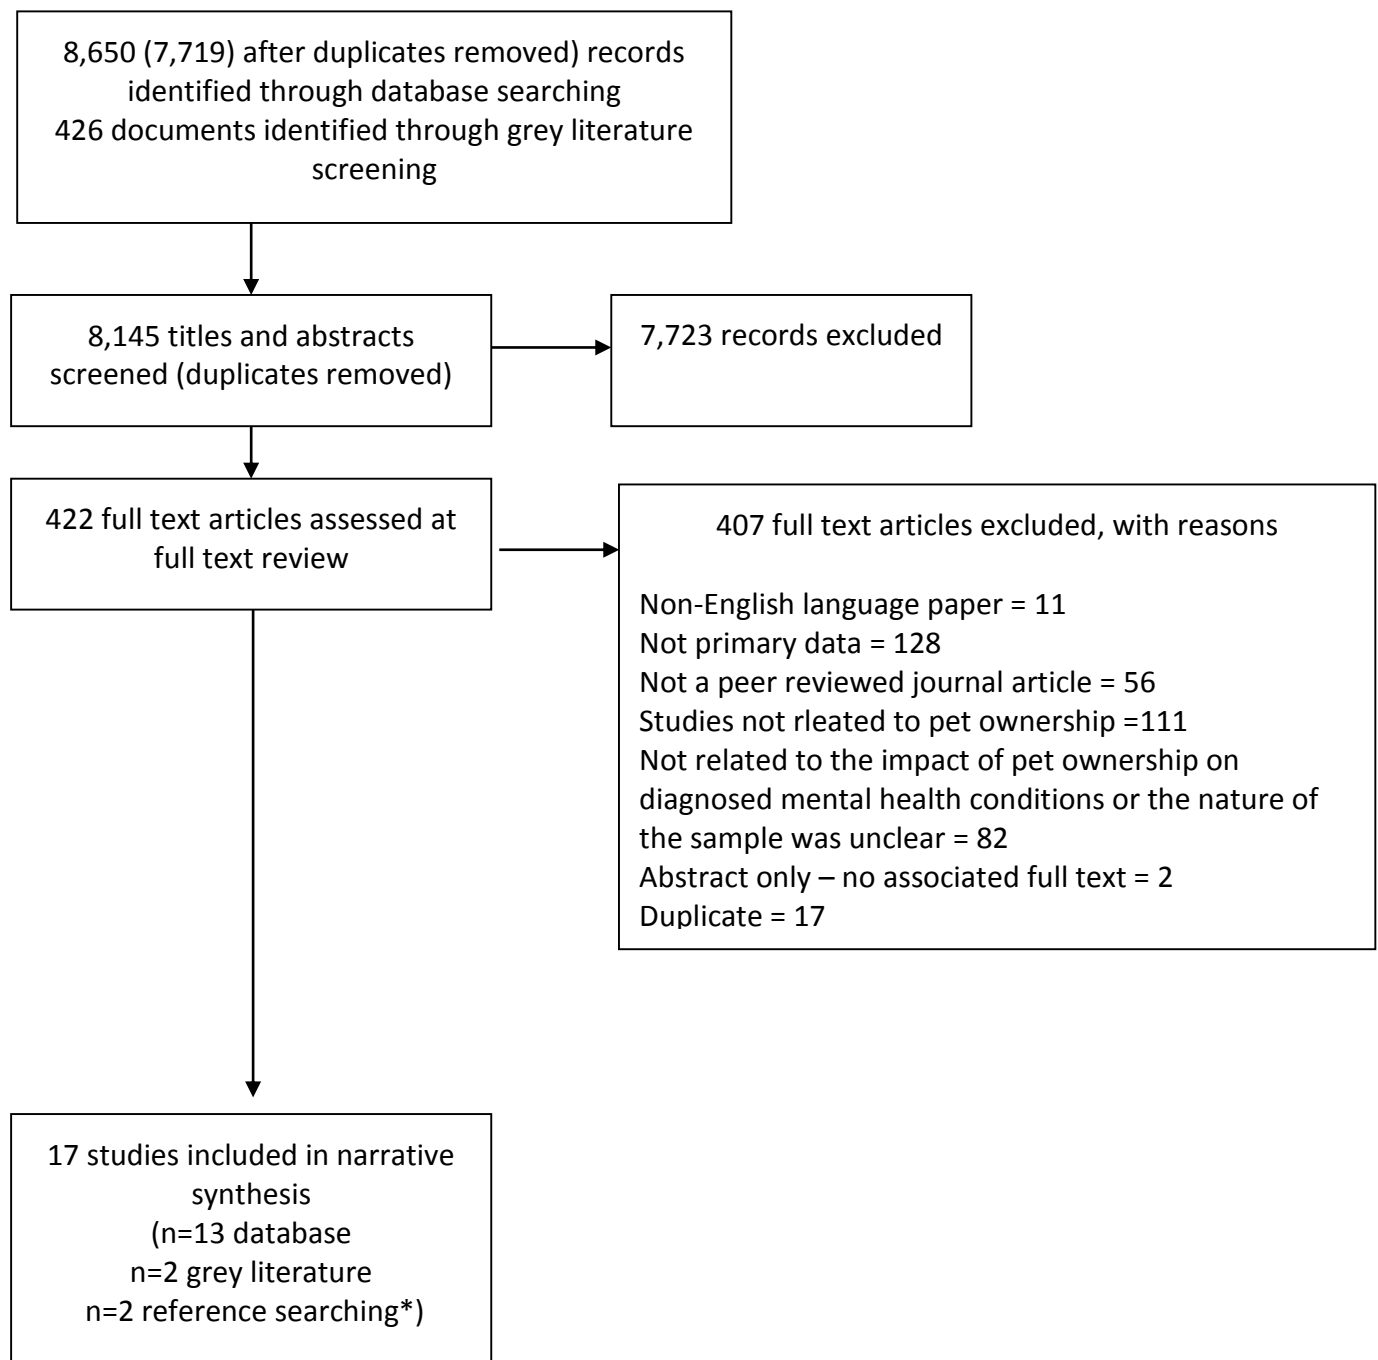 8,650 (7,719) after duplicates removed) records
identified through database searching
426 documents identified through grey literature
screening
8,145 titles and abstracts
screened (duplicates removed)
7,723 records excluded
422 full text articles assessed at
full text review
407 full text articles excluded, with reasons
Non-English language paper = 11
Not primary data = 128
Not a peer reviewed journal article = 56
Studies not rleated to pet ownership =111
Not related to the impact of pet ownership on
diagnosed mental health conditions or the nature of
the sample was unclear = 82
Abstract only – no associated full text = 2
Duplicate = 17
17 studies included in narrative
synthesis
(n=13 database
n=2 grey literature
n=2 reference searching*)